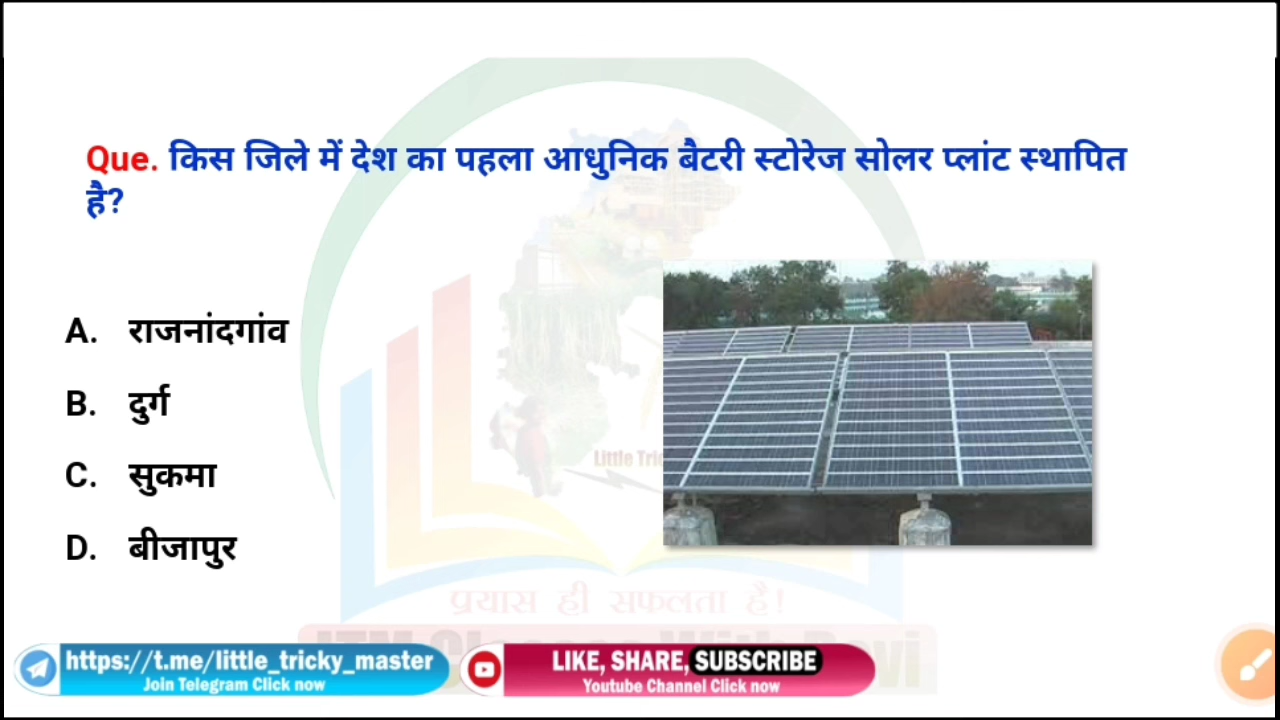 Que. किस जिले में देश का पहला आधुनिक बैटरी स्टोरेज सोलर प्लांट स्थापित
है?
A. राजनांदगांव
B. दुर्ग
C. सुकमा
D. बीजापुर
Little
प्रयास ही सफलता है!
https://t.me/little_tricky_master
Join Telegram Click now
LIKE, SHARE, SUBSCRIBE
Youtube Channel Click now